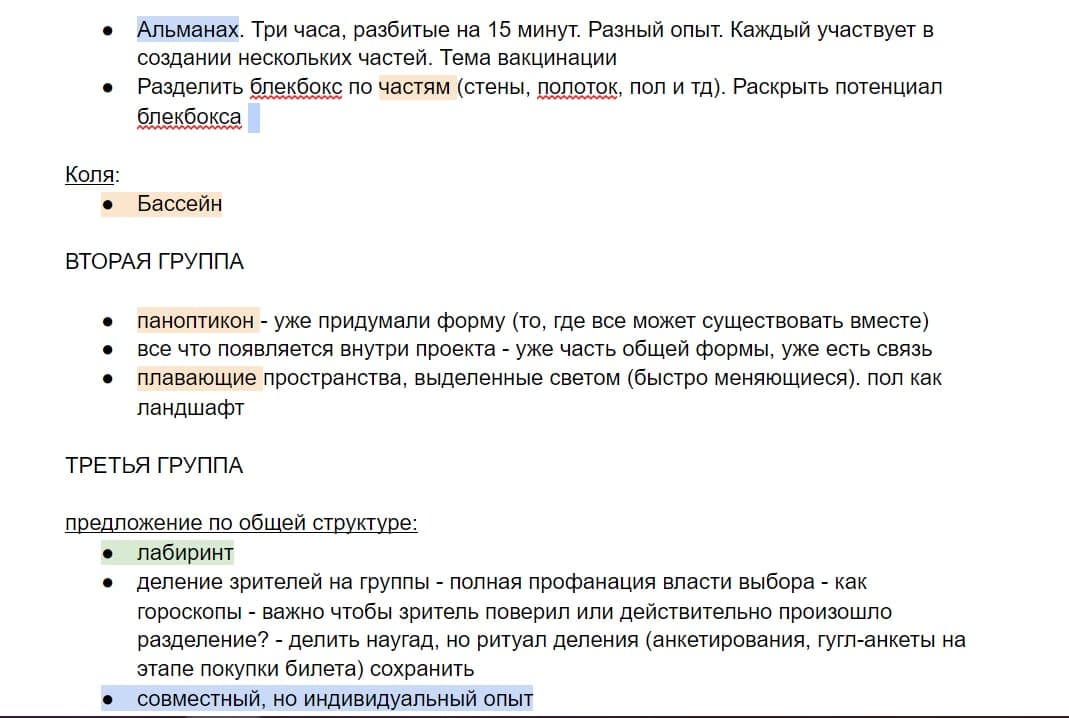 ● Альманах. Три часа, разбитые на 15 минут. Разный опыт. Каждый участвует в
создании нескольких частей. Тема вакцинации
● Разделить блекбокс по частям (стены, полоток, пол и тд). Раскрыть потенциал
блекбокса
Коля:
● Бассейн
ВТОРАЯ ГРУППА
● паноптикон - уже придумали форму (то, где все может существовать вместе)
● все что появляется внутри проекта - уже часть общей формы, уже есть связь
● плавающие пространства, выделенные светом (быстро меняющиеся). пол как
ландшафт
ТРЕТЬЯ ГРУППА
предложение по общей структуре:
● лабиринт
● деление зрителей на группы - полная профанация власти выбора - как
гороскопы - важно чтобы зритель поверил или действительно произошло
разделение? - делить наугад, но ритуал деления (анкетирования, гугл-анкеты на
этапе покупки билета) сохранить
● совместный, но индивидуальный опыт